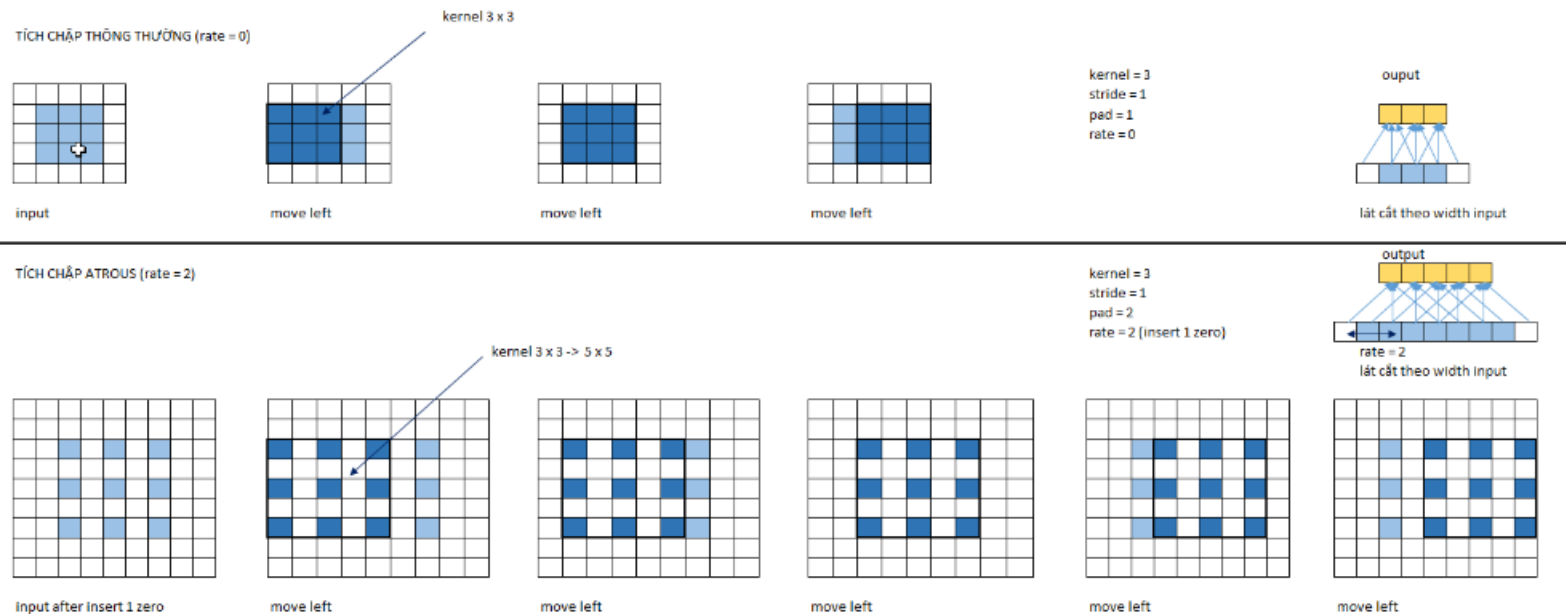 kernel 3 x 3
TÍCH CHẬP THÔNG THƯỜNG (rate = 0)
kernel = 3
stride = 1
pad = 1
rate = 0
ouput
input
move left
move left
move left
lát cắt theo width input
TÍCH CHẬP ATROUS (rate = 2)
kernel = 3
stride = 1
pad = 2
rate = 2 (insert 1 zero)
output
rate = 2
lát cắt theo width input
kernel 3 x 3 -> 5 x 5
input after insert 1 zero
move left
move left
move left
move left
move left